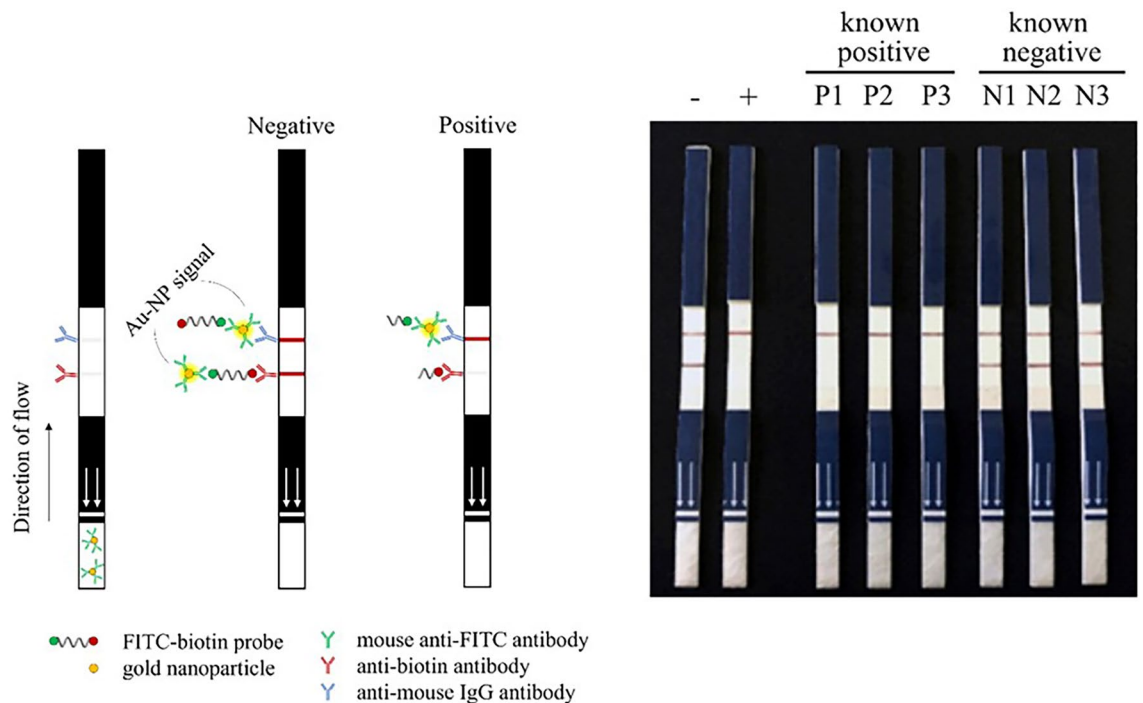 Negative
Positive
Au-NP signal
Direction of flow
FITC-biotin probe
gold nanoparticle
mouse anti-FITC antibody
anti-biotin antibody
anti-mouse IgG antibody
known
positive
known
negative
- + P1 P2 P3 N1 N2 N3